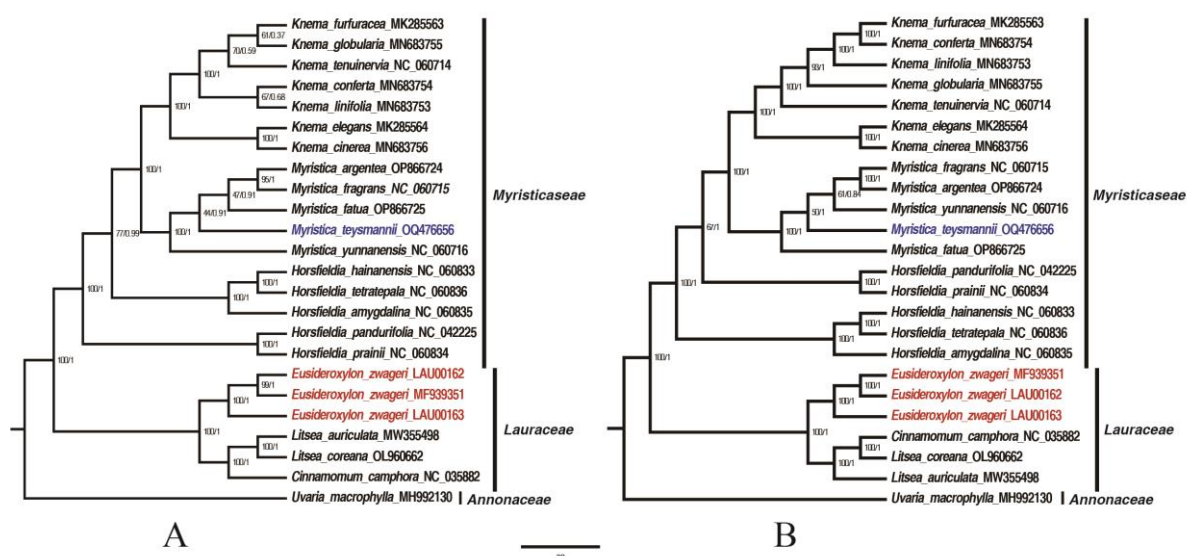 Knema_furfuracea_MK285563
61/0.37
Knema_globularia_MN683755
70/0.59
Knema_tenuinervia_NC_060714
100/1
Knema_conferta_MN683754
67/0.68
Knema_linifolia_MN683753
100/1
Knema_elegans_MK285564
100/1
Knema_cinerea_MN683756
100/1
Myristica_argentea_OP866724
95/1
Myristica_fragrans_NC_060715
47/0.91
Myristica_fatua_OP866725
44/0.91
Myristica_teysmannii_OQ476656
77/0.99
100/1
Myristica_yunnanensis_NC_060716
Horsfieldia_hainanensis_NC_060833
100/1
Horsfieldia_tetratepala_NC_060836
100/1
100/1
Horsfieldia_amygdalina_NC_060835
Horsfieldia_pandurifolia_NC_042225
100/1
Horsfieldia_prainii_NC_060834
100/1
Eusideroxylon_zwageri_LAU00162
99/1
Eusideroxylon_zwageri_MF939351
100/1
Eusideroxylon_zwageri_LAU00163
100/1
Litsea_auriculata_MW355498
100/1
Litsea_coreana_OL960662
100/1
Cinnamomum_camphora_NC_035882
Uvaria_macrophylla_MH992130
Myristicaseae
Lauraceae
Annonaceae
A
Knema_furfuracea_MK285563
100/1
Knema_conferta_MN683754
100/1
Knema_linifolia_MN683753
93/1
Knema_globularia_MN683755
100/1
Knema_tenuinervia_NC_060714
100/1
Knema_elegans_MK285564
100/1
Knema_cinerea_MN683756
100/1
Myristica_fragrans_NC_060715
100/1
Myristica_argentea_OP866724
61/0.84
Myristica_yunnanensis_NC_060716
50/1
Myristica_teysmannii_OQ476656
100/1
Myristica_fatua_OP866725
Horsfieldia_pandurifolia_NC_042225
100/1
Horsfieldia_prainii_NC_060834
100/1
Horsfieldia_hainanensis_NC_060833
100/1
Horsfieldia_tetratepala_NC_060836
100/1
Horsfieldia_amygdalina_NC_060835
100/1
Eusideroxylon_zwageri_MF939351
100/1
Eusideroxylon_zwageri_LAU00162
100/1
Eusideroxylon_zwageri_LAU00163
100/1
Cinnamomum_camphora_NC_035882
100/1
Litsea_coreana_OL960662
100/1
Litsea_auriculata_MW355498
Uvaria_macrophylla_MH992130
Myristicaseae
Lauraceae
Annonaceae
B